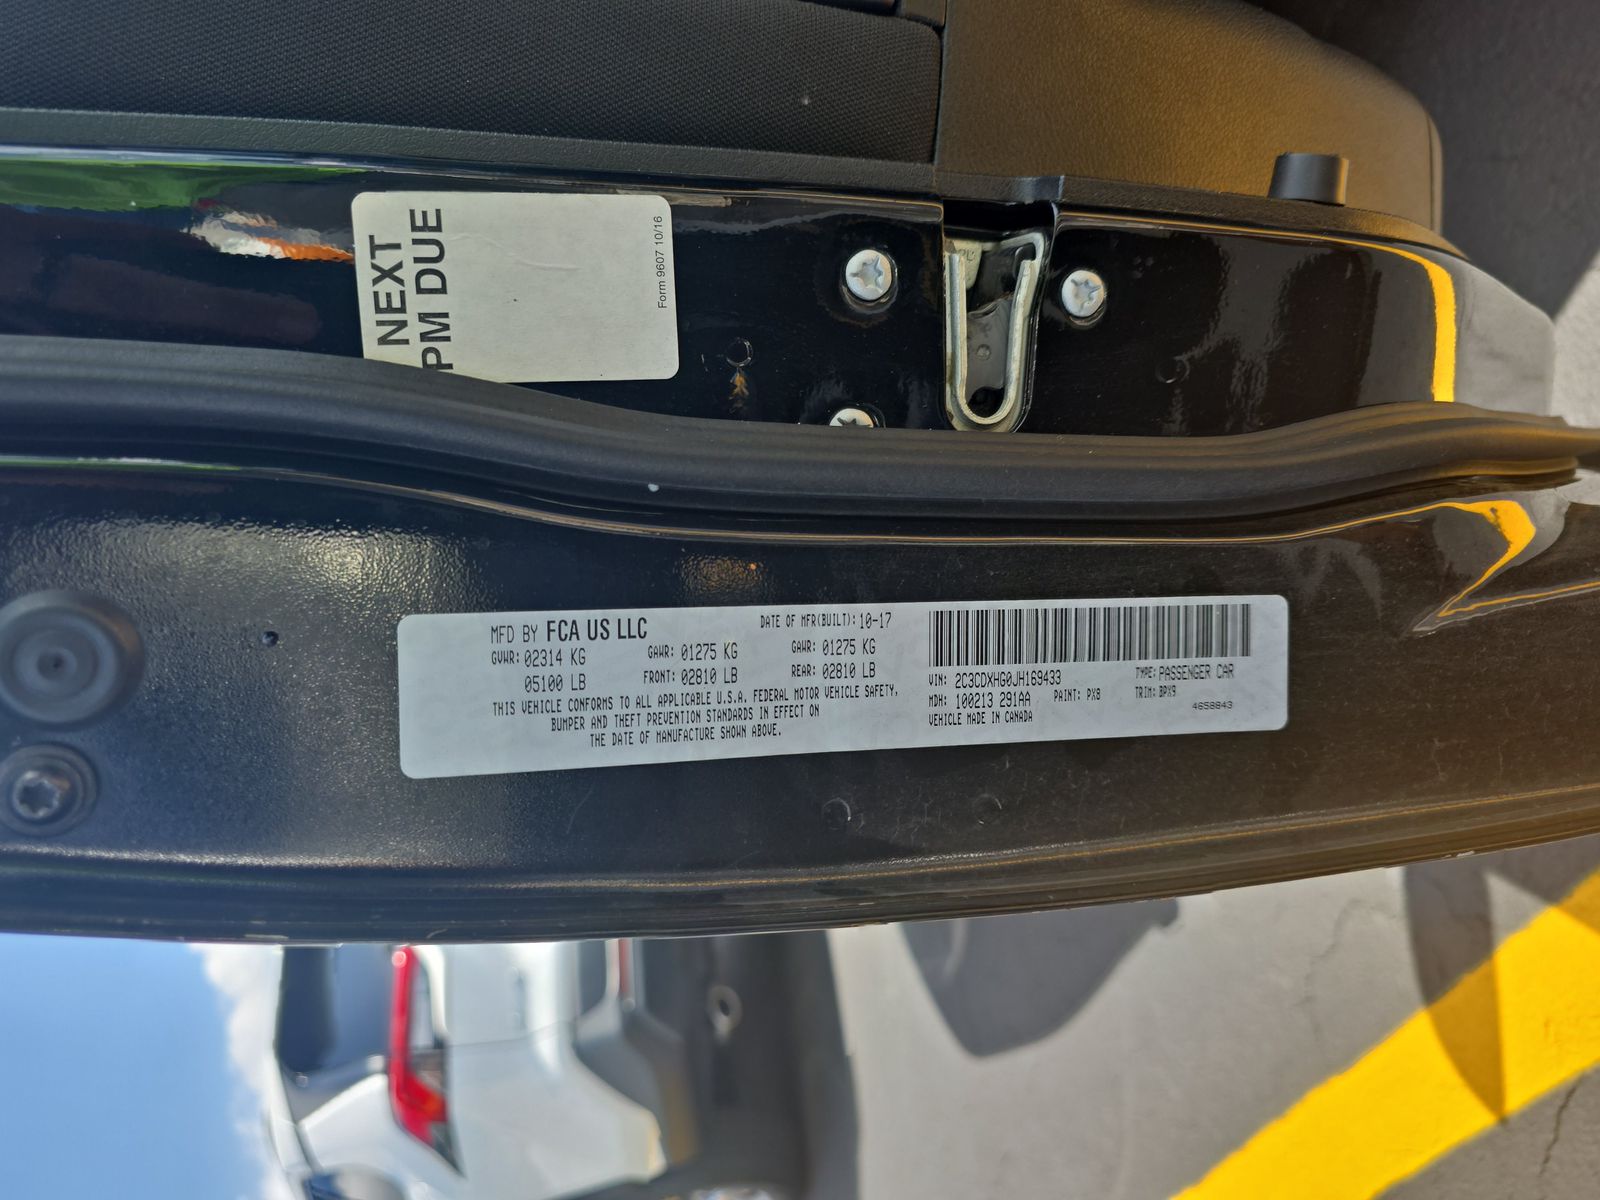 NEXT
PM DUE
Form 9607 10/16
MFD BY FCA US LLC
DATE OF MFR(BUILT): 10-17
GVWR: 02314 KG
GAWR: 01275 KG
GAWR: 01275 KG
05100 LB
FRONT: 02810 LB
REAR: 02810 LB
THIS VEHICLE CONFORMS TO ALL APPLICABLE U.S.A. FEDERAL MOTOR VEHICLE SAFETY,
BUMPER AND THEFT PREVENTION STANDARDS IN EFFECT ON
THE DATE OF MANUFACTURE SHOWN ABOVE.
VIN: 2C3CDXHG0JH169433
TYPE: PASSENGER CAR
MDH: 100213 291AA
PAINT: PX8
TRIM: BPX9
VEHICLE MADE IN CANADA
4658843